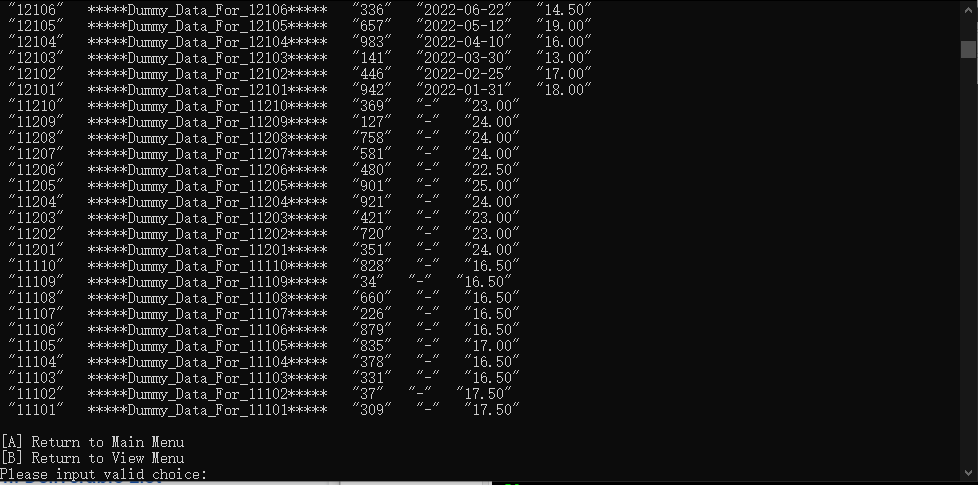 "12106" *****Dummy_Data_For_12106***** "336" "2022-06-22" "14.50"
"12105" *****Dummy_Data_For_12105***** "657" "2022-05-12" "19.00"
"12104" *****Dummy_Data_For_12104***** "983" "2022-04-10" "16.00"
"12103" *****Dummy_Data_For_12103***** "141" "2022-03-30" "13.00"
"12102" *****Dummy_Data_For_12102***** "446" "2022-02-25" "17.00"
"12101" *****Dummy_Data_For_12101***** "942" "2022-01-31" "18.00"
"11210" *****Dummy_Data_For_11210***** "369" "-" "23.00"
"11209" *****Dummy_Data_For_11209***** "127" "-" "24.00"
"11208" *****Dummy_Data_For_11208***** "758" "-" "24.00"
"11207" *****Dummy_Data_For_11207***** "581" "-" "24.00"
"11206" *****Dummy_Data_For_11206***** "480" "-" "22.50"
"11205" *****Dummy_Data_For_11205***** "901" "-" "25.00"
"11204" *****Dummy_Data_For_11204***** "921" "-" "24.00"
"11203" *****Dummy_Data_For_11203***** "421" "-" "23.00"
"11202" *****Dummy_Data_For_11202***** "720" "-" "23.00"
"11201" *****Dummy_Data_For_11201***** "351" "-" "24.00"
"11110" *****Dummy_Data_For_11110***** "828" "-" "16.50"
"11109" *****Dummy_Data_For_11109***** "34" "-" "16.50"
"11108" *****Dummy_Data_For_11108***** "660" "-" "16.50"
"11107" *****Dummy_Data_For_11107***** "226" "-" "16.50"
"11106" *****Dummy_Data_For_11106***** "879" "-" "16.50"
"11105" *****Dummy_Data_For_11105***** "835" "-" "17.00"
"11104" *****Dummy_Data_For_11104***** "378" "-" "16.50"
"11103" *****Dummy_Data_For_11103***** "331" "-" "16.50"
"11102" *****Dummy_Data_For_11102***** "37" "-" "17.50"
"11101" *****Dummy_Data_For_11101***** "309" "-" "17.50"
[A] Return to Main Menu
[B] Return to View Menu
Please input valid choice: